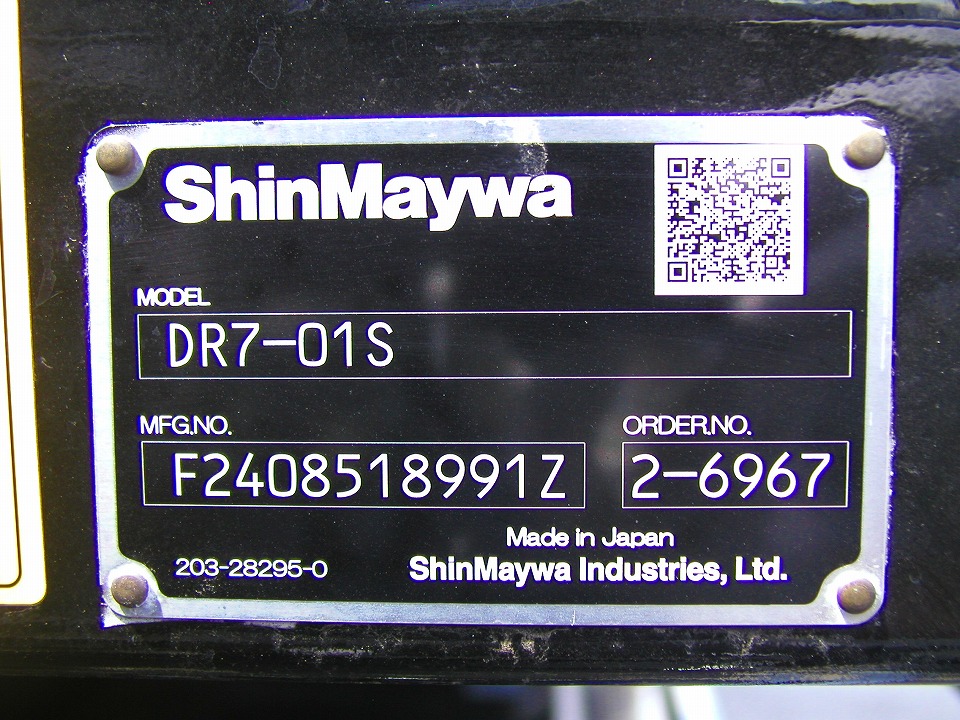 ShinMaywa
MODEL
DR7-01S
MFG.NO.
F2408518991Z
ORDER.NO.
2-6967
Made in Japan
203-28295-0
ShinMaywa Industries, Ltd.